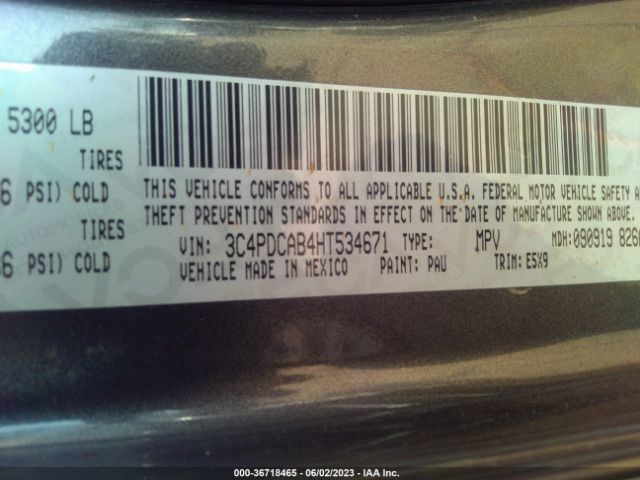 5300 LB
TIRES
6 PSI) COLD
TIRES
36 PSI) COLD
THIS VEHICLE CONFORMS TO ALL APPLICABLE U.S.A. FEDERAL MOTOR VEHICLE SAFETY A
THEFT PREVENTION STANDARDS IN EFFECT ON THE DATE OF MANUFACTURE SHOWN ABOVE.
VIN: 3C4PDCAB4HT534671 TYPE: MPV MDH:090919 826
VEHICLE MADE IN MEXICO PAINT: PAU TRIM: E5X9
000-36718465 - 06/02/2023 - IAA Inc.